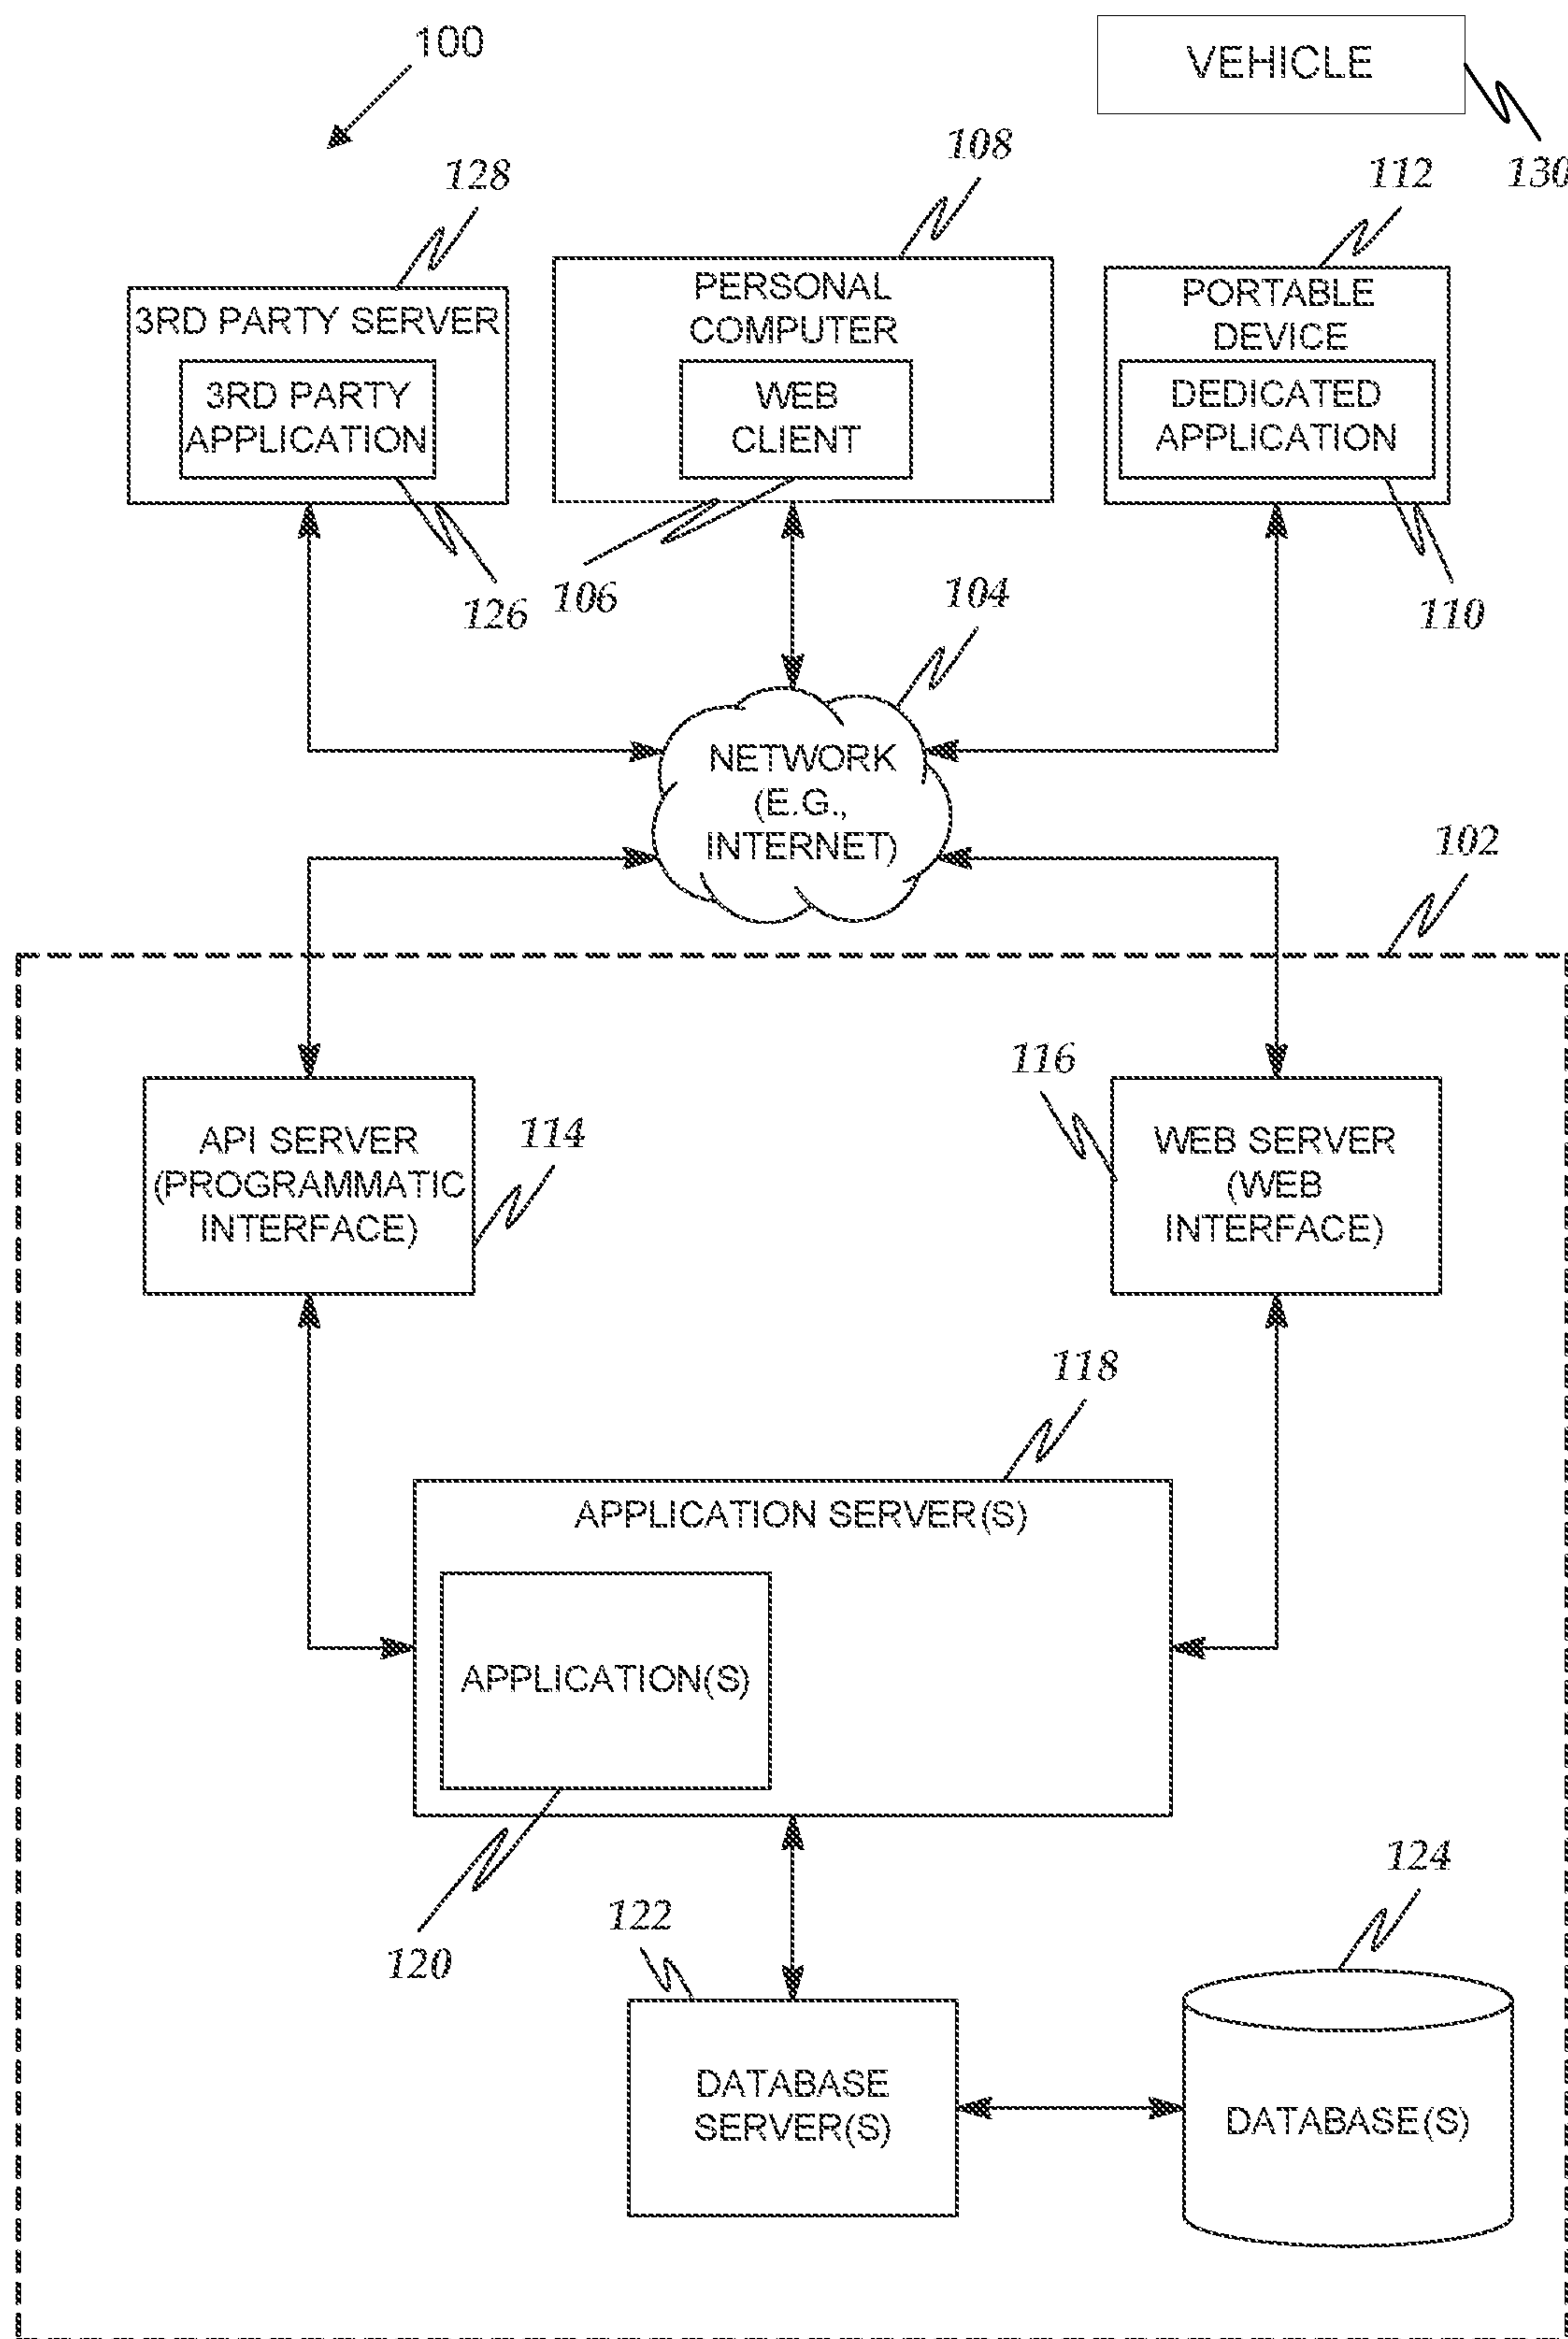 100
VEHICLE
130
128
108
112
3RD PARTY SERVER
3RD PARTY
APPLICATION
PERSONAL
COMPUTER
WEB
CLIENT
PORTABLE
DEVICE
DEDICATED
APPLICATION
126
106
104
110
NETWORK
(E.G.,
INTERNET)
102
API SERVER
(PROGRAMMATIC
INTERFACE)
114
116
WEB SERVER
(WEB
INTERFACE)
118
APPLICATION SERVER(S)
APPLICATION(S)
120
122
124
DATABASE
SERVER(S)
DATABASE(S)